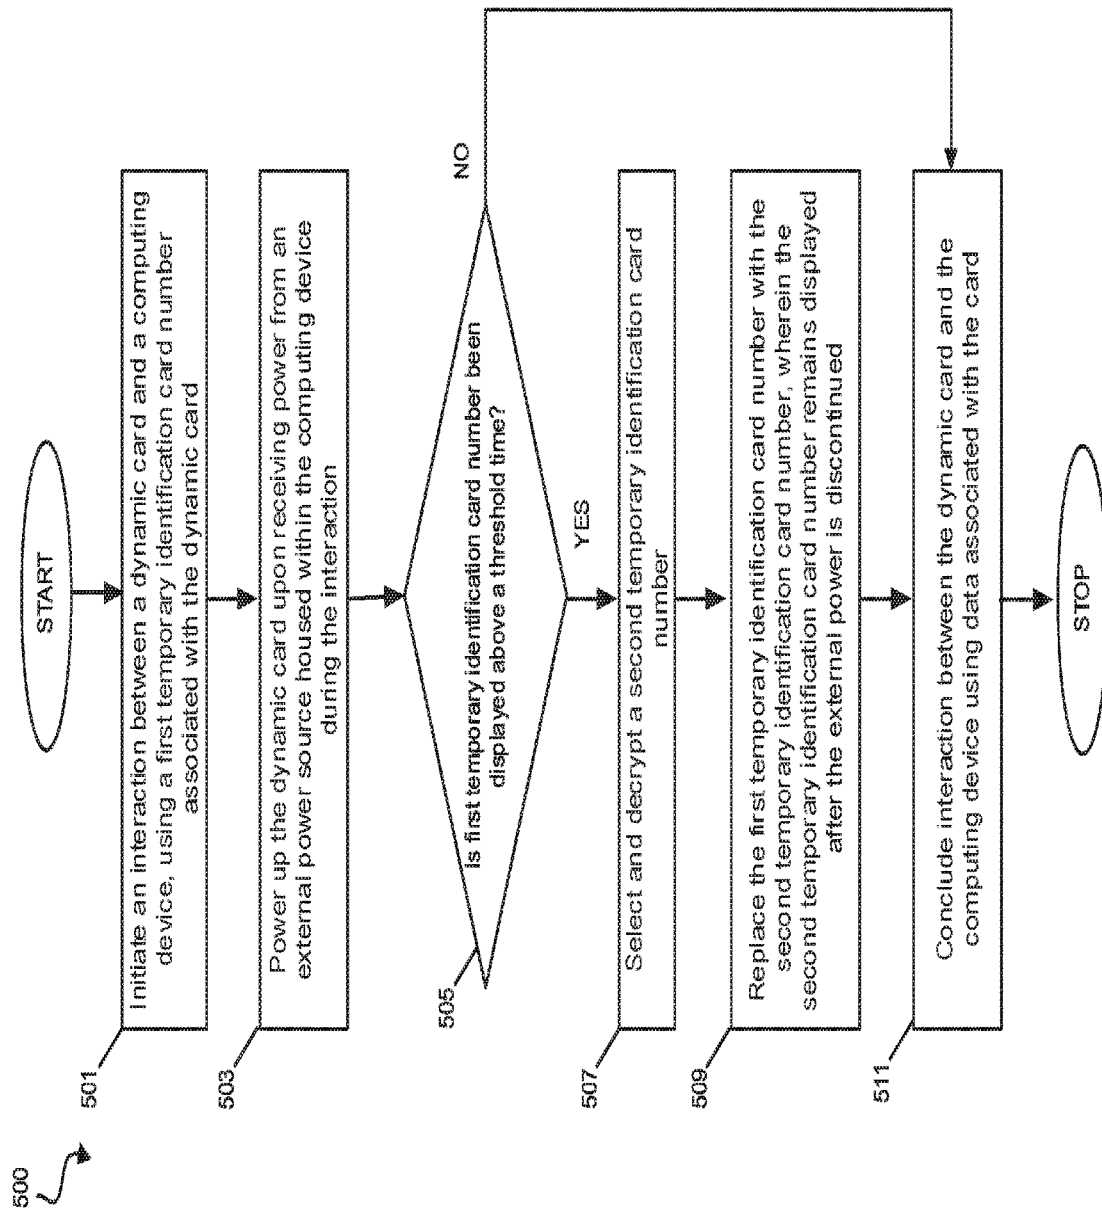 500
START
501
Initiate an interaction between a dynamic card and a computing
device, using a first temporary identification card number
associated with the dynamic card
503
Power up the dynamic card upon receiving power from an
external power source housed within the computing device
during the interaction
505
Is first temporary identification card number been
displayed above a threshold time?
NO
YES
507
Select and decrypt a second temporary identification card
number
509
Replace the first temporary identification card number with the
second temporary identification card number, wherein the
second temporary identification card number remains displayed
after the external power is discontinued
511
Conclude interaction between the dynamic card and the
computing device using data associated with the card
STOP